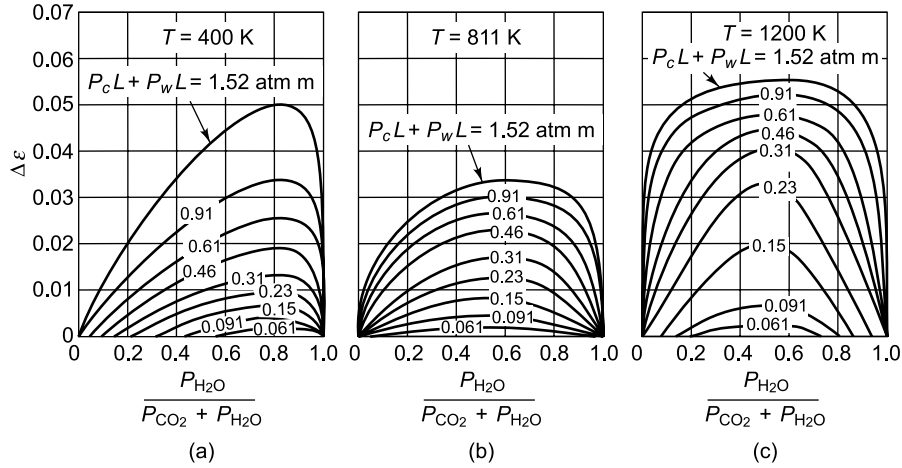 0.07
0.06
0.05
0.04
0.03
0.02
0.01
0
Δε
T = 400 K
P_c L + P_w L = 1.52 atm m
0.91
0.61
0.46
0.31
0.23
0.15
0.091
0.061
0 0.2 0.4 0.6 0.8 1.0
P_H₂O
P_CO₂ + P_H₂O
(a)
T = 811 K
P_c L + P_w L = 1.52 atm m
0.91
0.61
0.46
0.31
0.23
0.15
0.091
0.061
0 0.2 0.4 0.6 0.8 1.0
P_H₂O
P_CO₂ + P_H₂O
(b)
T = 1200 K
P_c L + P_w L = 1.52 atm m
0.91
0.61
0.46
0.31
0.23
0.15
0.091
0.061
0 0.2 0.4 0.6 0.8 1.0
P_H₂O
P_CO₂ + P_H₂O
(c)